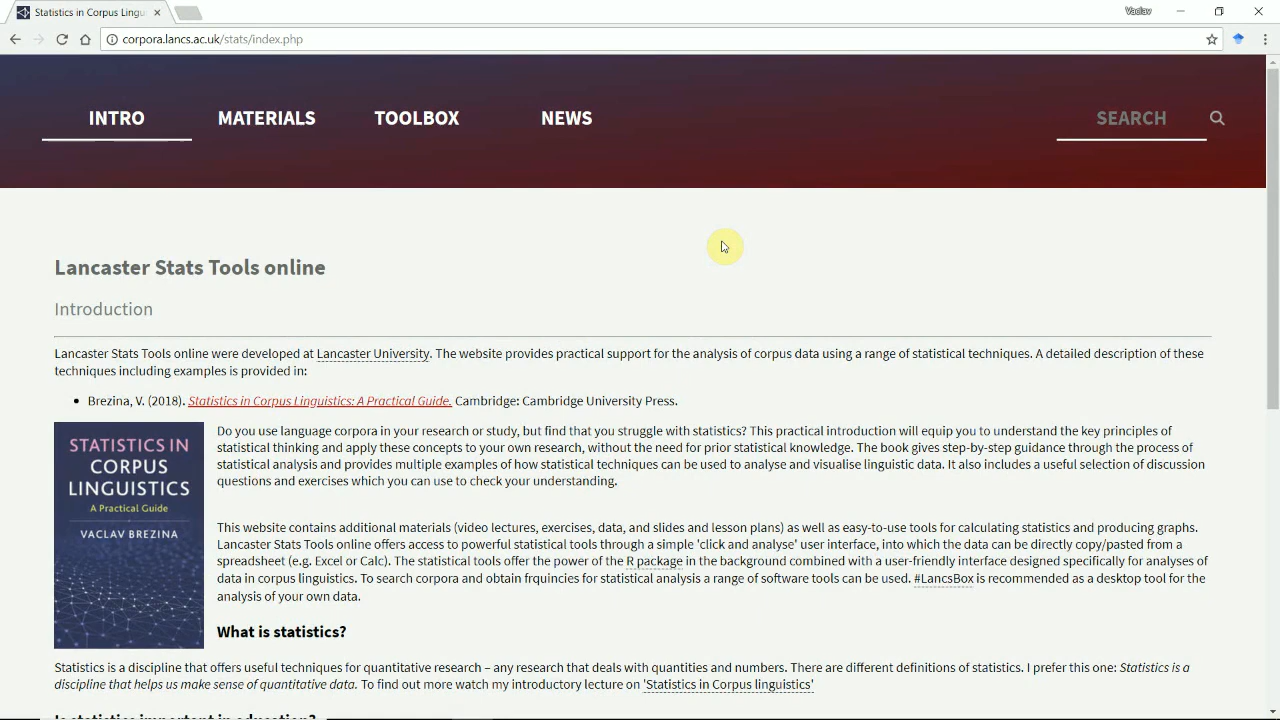 Statistics in Corpus Lingu
Vaclav
corpora.lancs.ac.uk/stats/index.php
INTRO MATERIALS TOOLBOX NEWS SEARCH
Lancaster Stats Tools online
Introduction
Lancaster Stats Tools online were developed at Lancaster University. The website provides practical support for the analysis of corpus data using a range of statistical techniques. A detailed description of these
techniques including examples is provided in:
• Brezina, V. (2018). Statistics in Corpus Linguistics: A Practical Guide. Cambridge: Cambridge University Press.
STATISTICS IN
CORPUS
LINGUISTICS
A Practical Guide
VACLAV BREZINA
Do you use language corpora in your research or study, but find that you struggle with statistics? This practical introduction will equip you to understand the key principles of
statistical thinking and apply these concepts to your own research, without the need for prior statistical knowledge. The book gives step-by-step guidance through the process of
statistical analysis and provides multiple examples of how statistical techniques can be used to analyse and visualise linguistic data. It also includes a useful selection of discussion
questions and exercises which you can use to check your understanding.
This website contains additional materials (video lectures, exercises, data, and slides and lesson plans) as well as easy-to-use tools for calculating statistics and producing graphs.
Lancaster Stats Tools online offers access to powerful statistical tools through a simple 'click and analyse' user interface, into which the data can be directly copy/pasted from a
spreadsheet (e.g. Excel or Calc). The statistical tools offer the power of the R package in the background combined with a user-friendly interface designed specifically for analyses of
data in corpus linguistics. To search corpora and obtain frquincies for statistical analysis a range of software tools can be used. #LancsBox is recommended as a desktop tool for the
analysis of your own data.
What is statistics?
Statistics is a discipline that offers useful techniques for quantitative research – any research that deals with quantities and numbers. There are different definitions of statistics. I prefer this one: Statistics is a
discipline that helps us make sense of quantitative data. To find out more watch my introductory lecture on 'Statistics in Corpus linguistics'
Is statistics important in education?